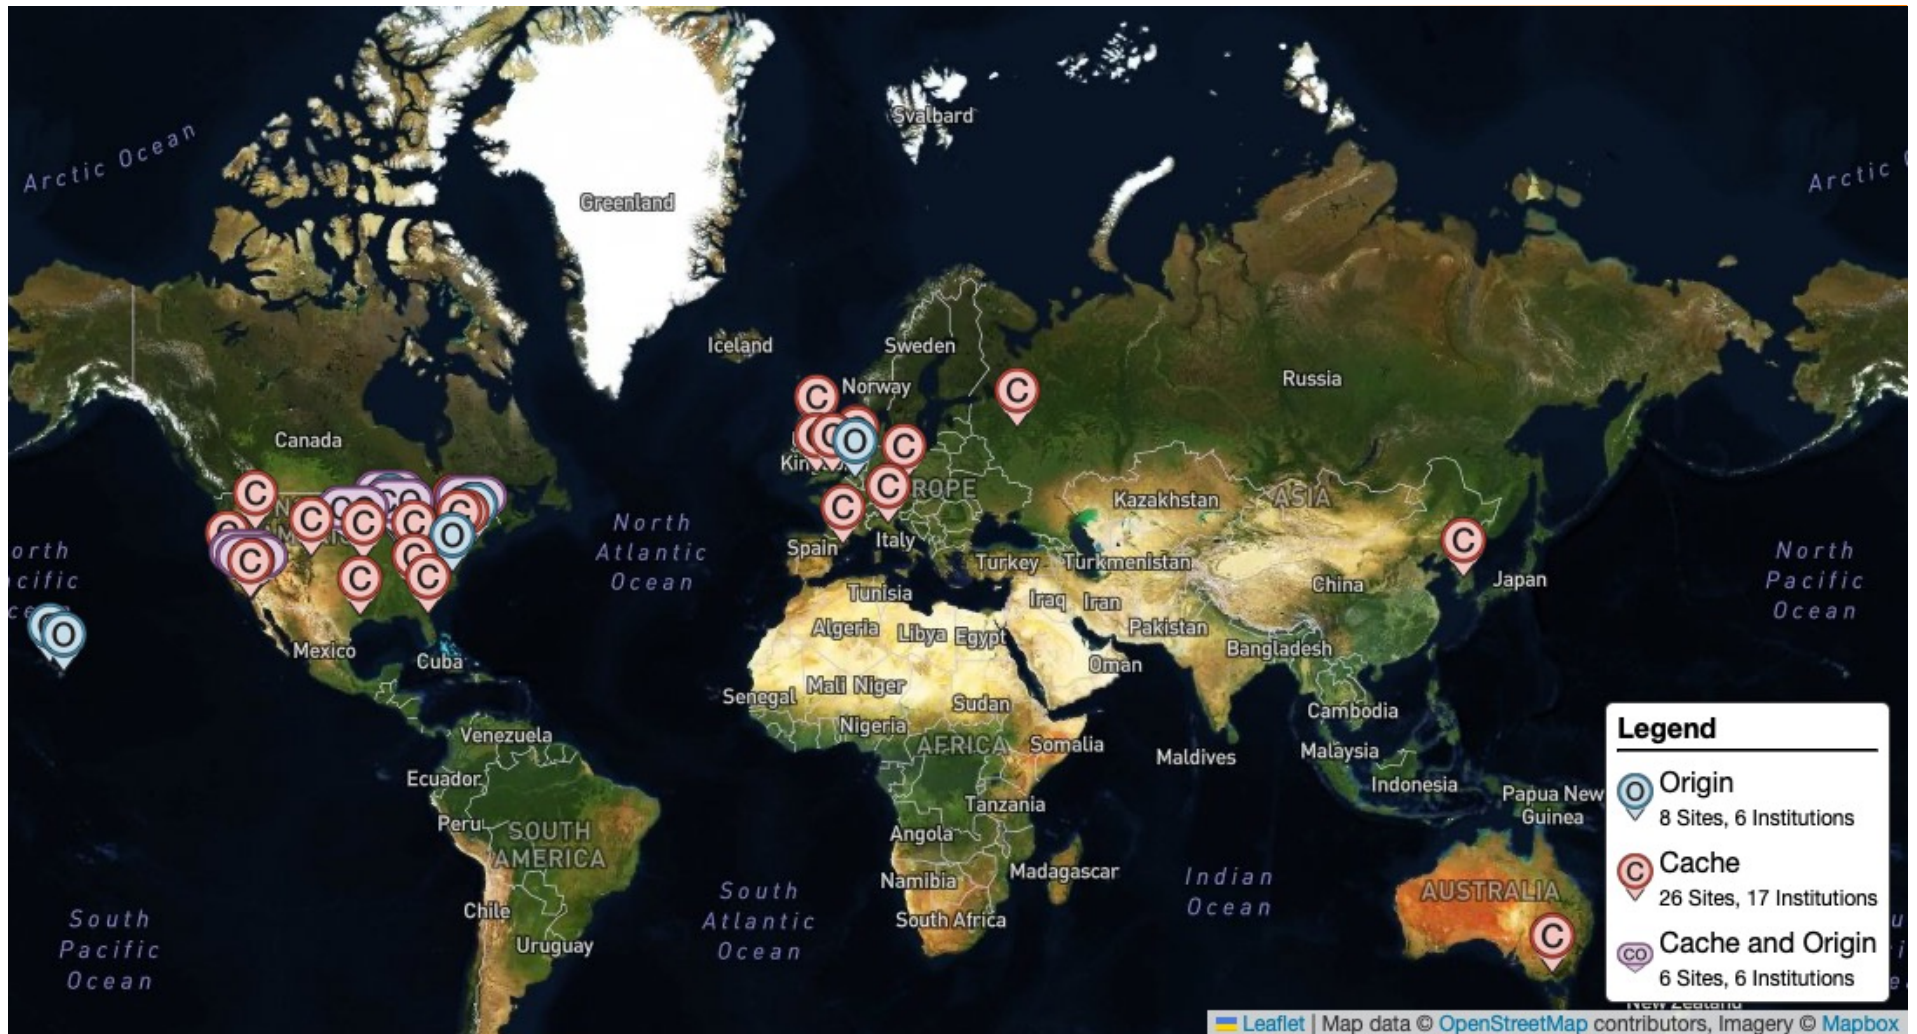 Arctic Ocean
Svalbard
Greenland
Arctic
Iceland
Sweden
Norway
Russia
Canada
Kazakhstan
ASIA
North
Atlantic
Ocean
Spain
Italy
Turkey
Turkmenistan
China
Japan
North
Pacific
Ocean
Tunisia
Iraq
Iran
Algeria
Libya
Egypt
Pakistan
Bangladesh
Mexico
Cuba
Oman
Senegal
Mali
Niger
Sudan
Nigeria
Cambodia
Venezuela
AFRICA
Somalia
Maldives
Malaysia
Ecuador
Indonesia
Tanzania
Papua New
Guinea
Peru
SOUTH
AMERICA
Angola
Madagascar
Namibia
Indian
Ocean
AUSTRALIA
South
Pacific
Ocean
Chile
South
Atlantic
Ocean
South Africa
Uruguay
Legend
O Origin
8 Sites, 6 Institutions
C Cache
26 Sites, 17 Institutions
CO Cache and Origin
6 Sites, 6 Institutions
Leaflet | Map data © OpenStreetMap contributors, Imagery © Mapbox